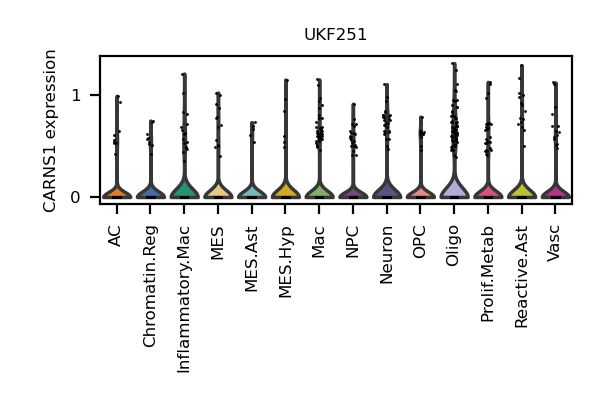 UKF251
CARNS1 expression
1
0
AC
Chromatin.Reg
Inflammatory.Mac
MES
MES.Ast
MES.Hyp
Mac
NPC
Neuron
OPC
Oligo
Prolif.Metab
Reactive.Ast
Vasc